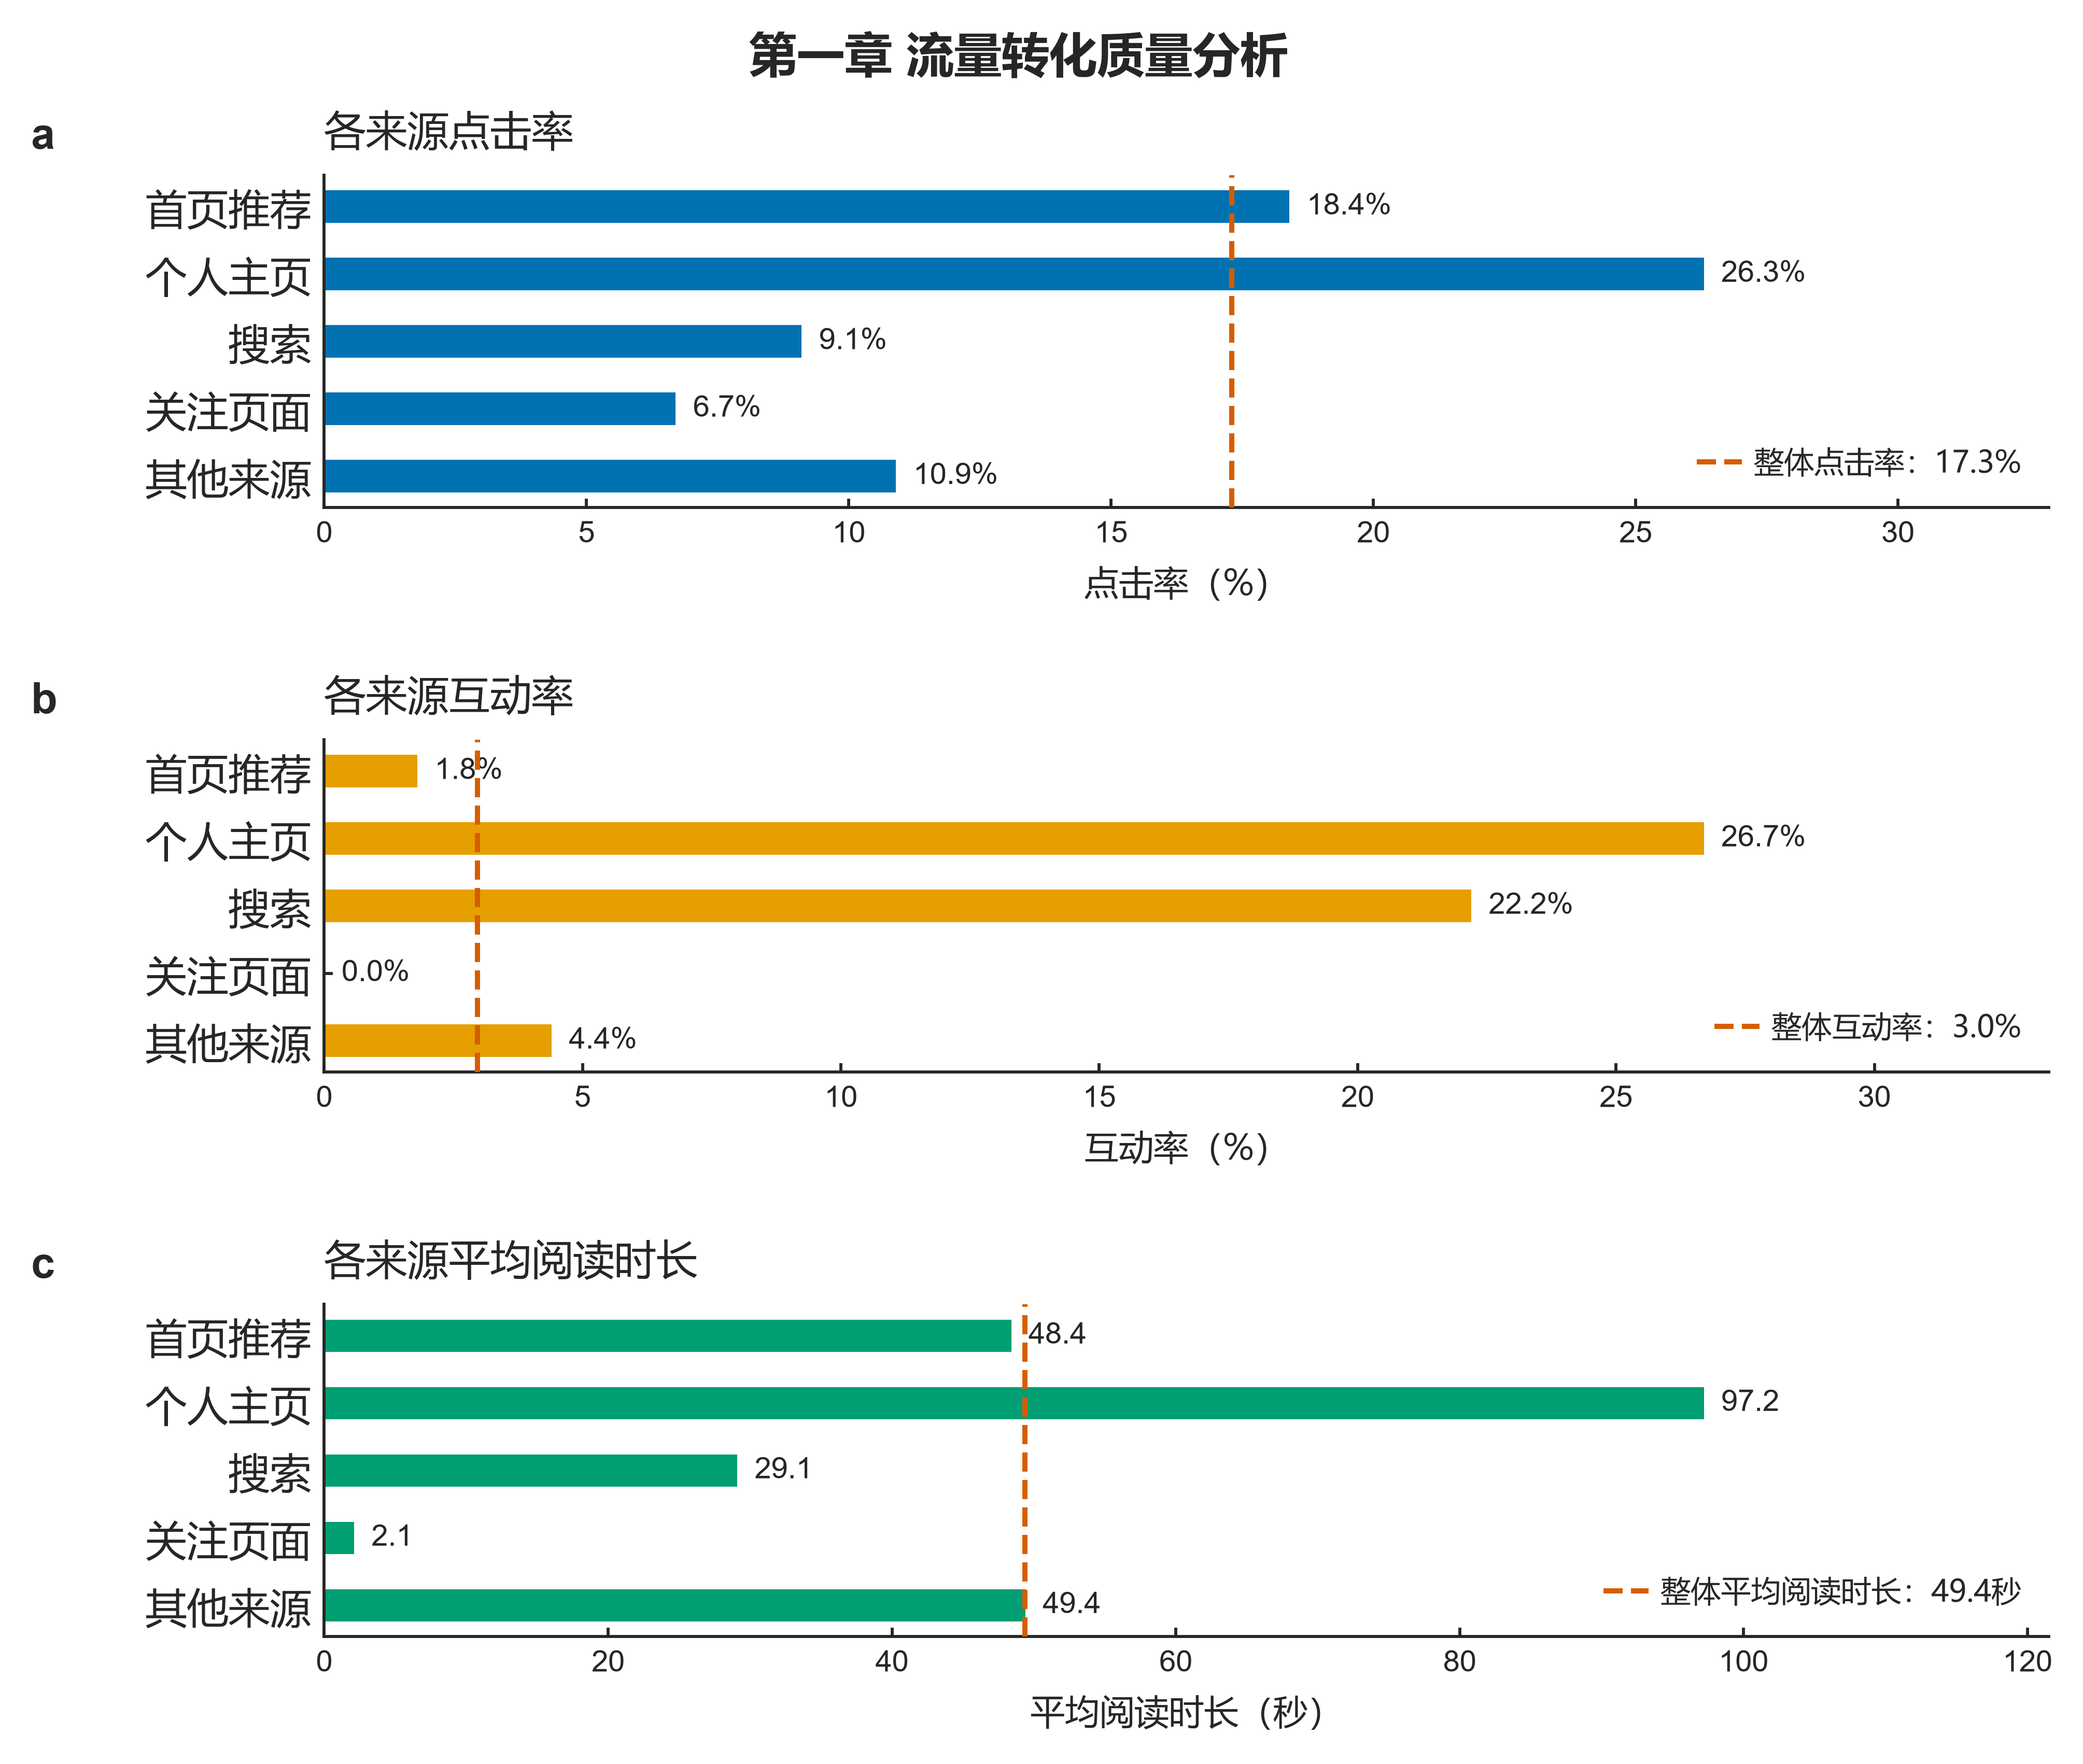 第一章 流量转化质量分析
a
各来源点击率
首页推荐 18.4%
个人主页 26.3%
搜索 9.1%
关注页面 6.7%
其他来源 10.9%
整体点击率：17.3%
0 5 10 15 20 25 30
点击率（%）
b
各来源互动率
首页推荐 1.8%
个人主页 26.7%
搜索 22.2%
关注页面 0.0%
其他来源 4.4%
整体互动率：3.0%
0 5 10 15 20 25 30
互动率（%）
c
各来源平均阅读时长
首页推荐 48.4
个人主页 97.2
搜索 29.1
关注页面 2.1
其他来源 49.4
整体平均阅读时长：49.4秒
0 20 40 60 80 100 120
平均阅读时长（秒）